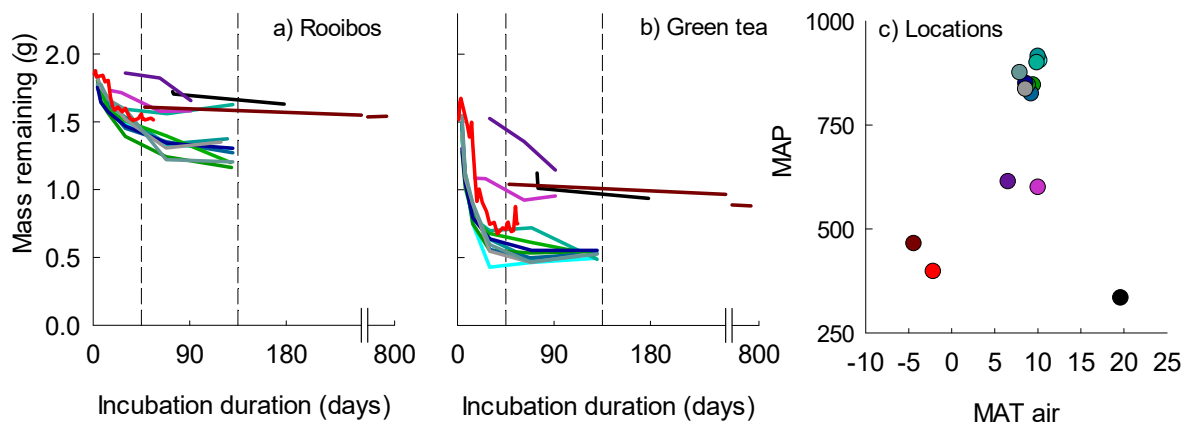 a) Rooibos
Mass remaining (g)
2.0
1.5
1.0
0.5
0.0
0 90 180 800
Incubation duration (days)
b) Green tea
0 90 180 800
Incubation duration (days)
c) Locations
MAP
1000
750
500
250
-10 -5 0 5 10 15 20 25
MAT air